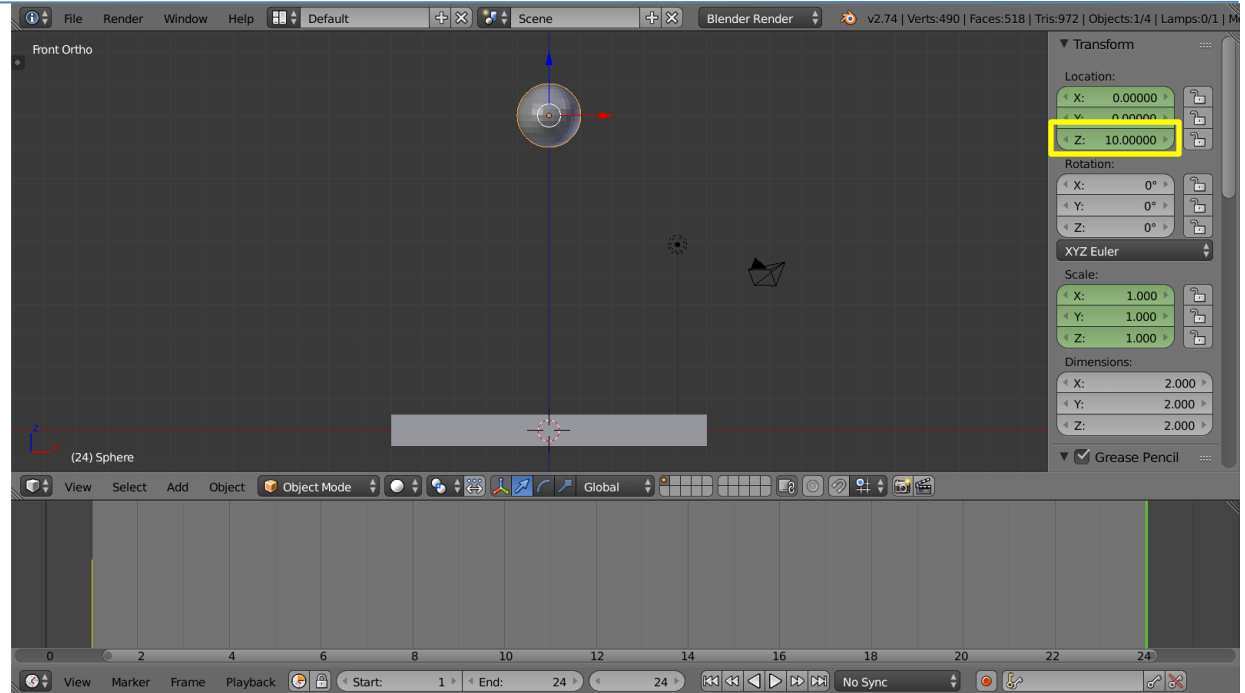 File Render Window Help Default Scene Blender Render v2.74 | Verts:490 | Faces:518 | Tris:972 | Objects:1/4 | Lamps:0/1 |
Front Ortho
Transform
Location:
X: 0.00000
Y: 0.00000
Z: 10.00000
Rotation:
X: 0°
Y: 0°
Z: 0°
XYZ Euler
Scale:
X: 1.000
Y: 1.000
Z: 1.000
Dimensions:
X: 2.000
Y: 2.000
Z: 2.000
Grease Pencil
z
x
(24) Sphere
View Select Add Object Object Mode Global
0 2 4 6 8 10 12 14 16 18 20 22 24
View Marker Frame Playback Start: 1 End: 24 24 No Sync